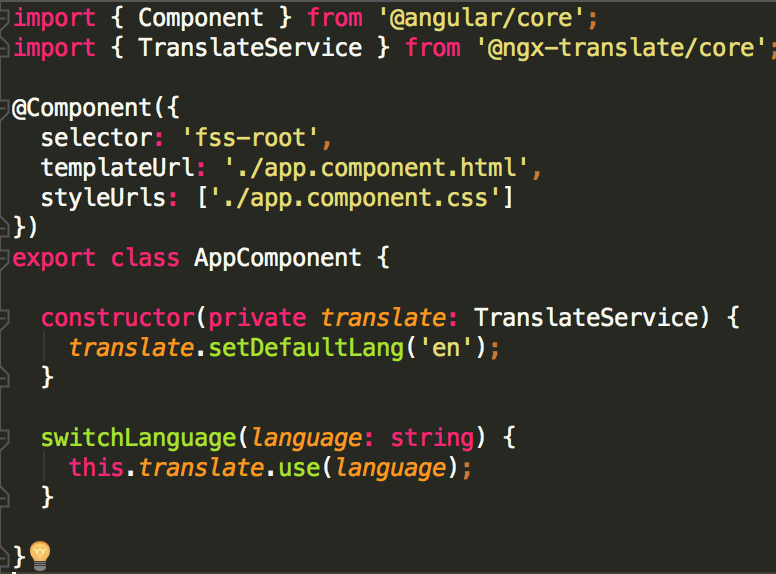 import { Component } from '@angular/core';
import { TranslateService } from '@ngx-translate/core';
@Component({
  selector: 'fss-root',
  templateUrl: './app.component.html',
  styleUrls: ['./app.component.css']
})
export class AppComponent {
  constructor(private translate: TranslateService) {
    translate.setDefaultLang('en');
  }
  switchLanguage(language: string) {
    this.translate.use(language);
  }
}